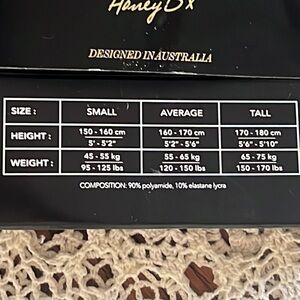 Honey D x
DESIGNED IN AUSTRALIA
SIZE : SMALL AVERAGE TALL
HEIGHT : 150 - 160 cm 160 - 170 cm 170 - 180 cm
5' - 5'2" 5'2" - 5'6" 5'6" - 5'10"
WEIGHT : 45 - 55 kg 55 - 65 kg 65 - 75 kg
95 - 125 lbs 120 - 150 lbs 150 - 170 lbs
COMPOSITION: 90% polyamide, 10% elastane lycra